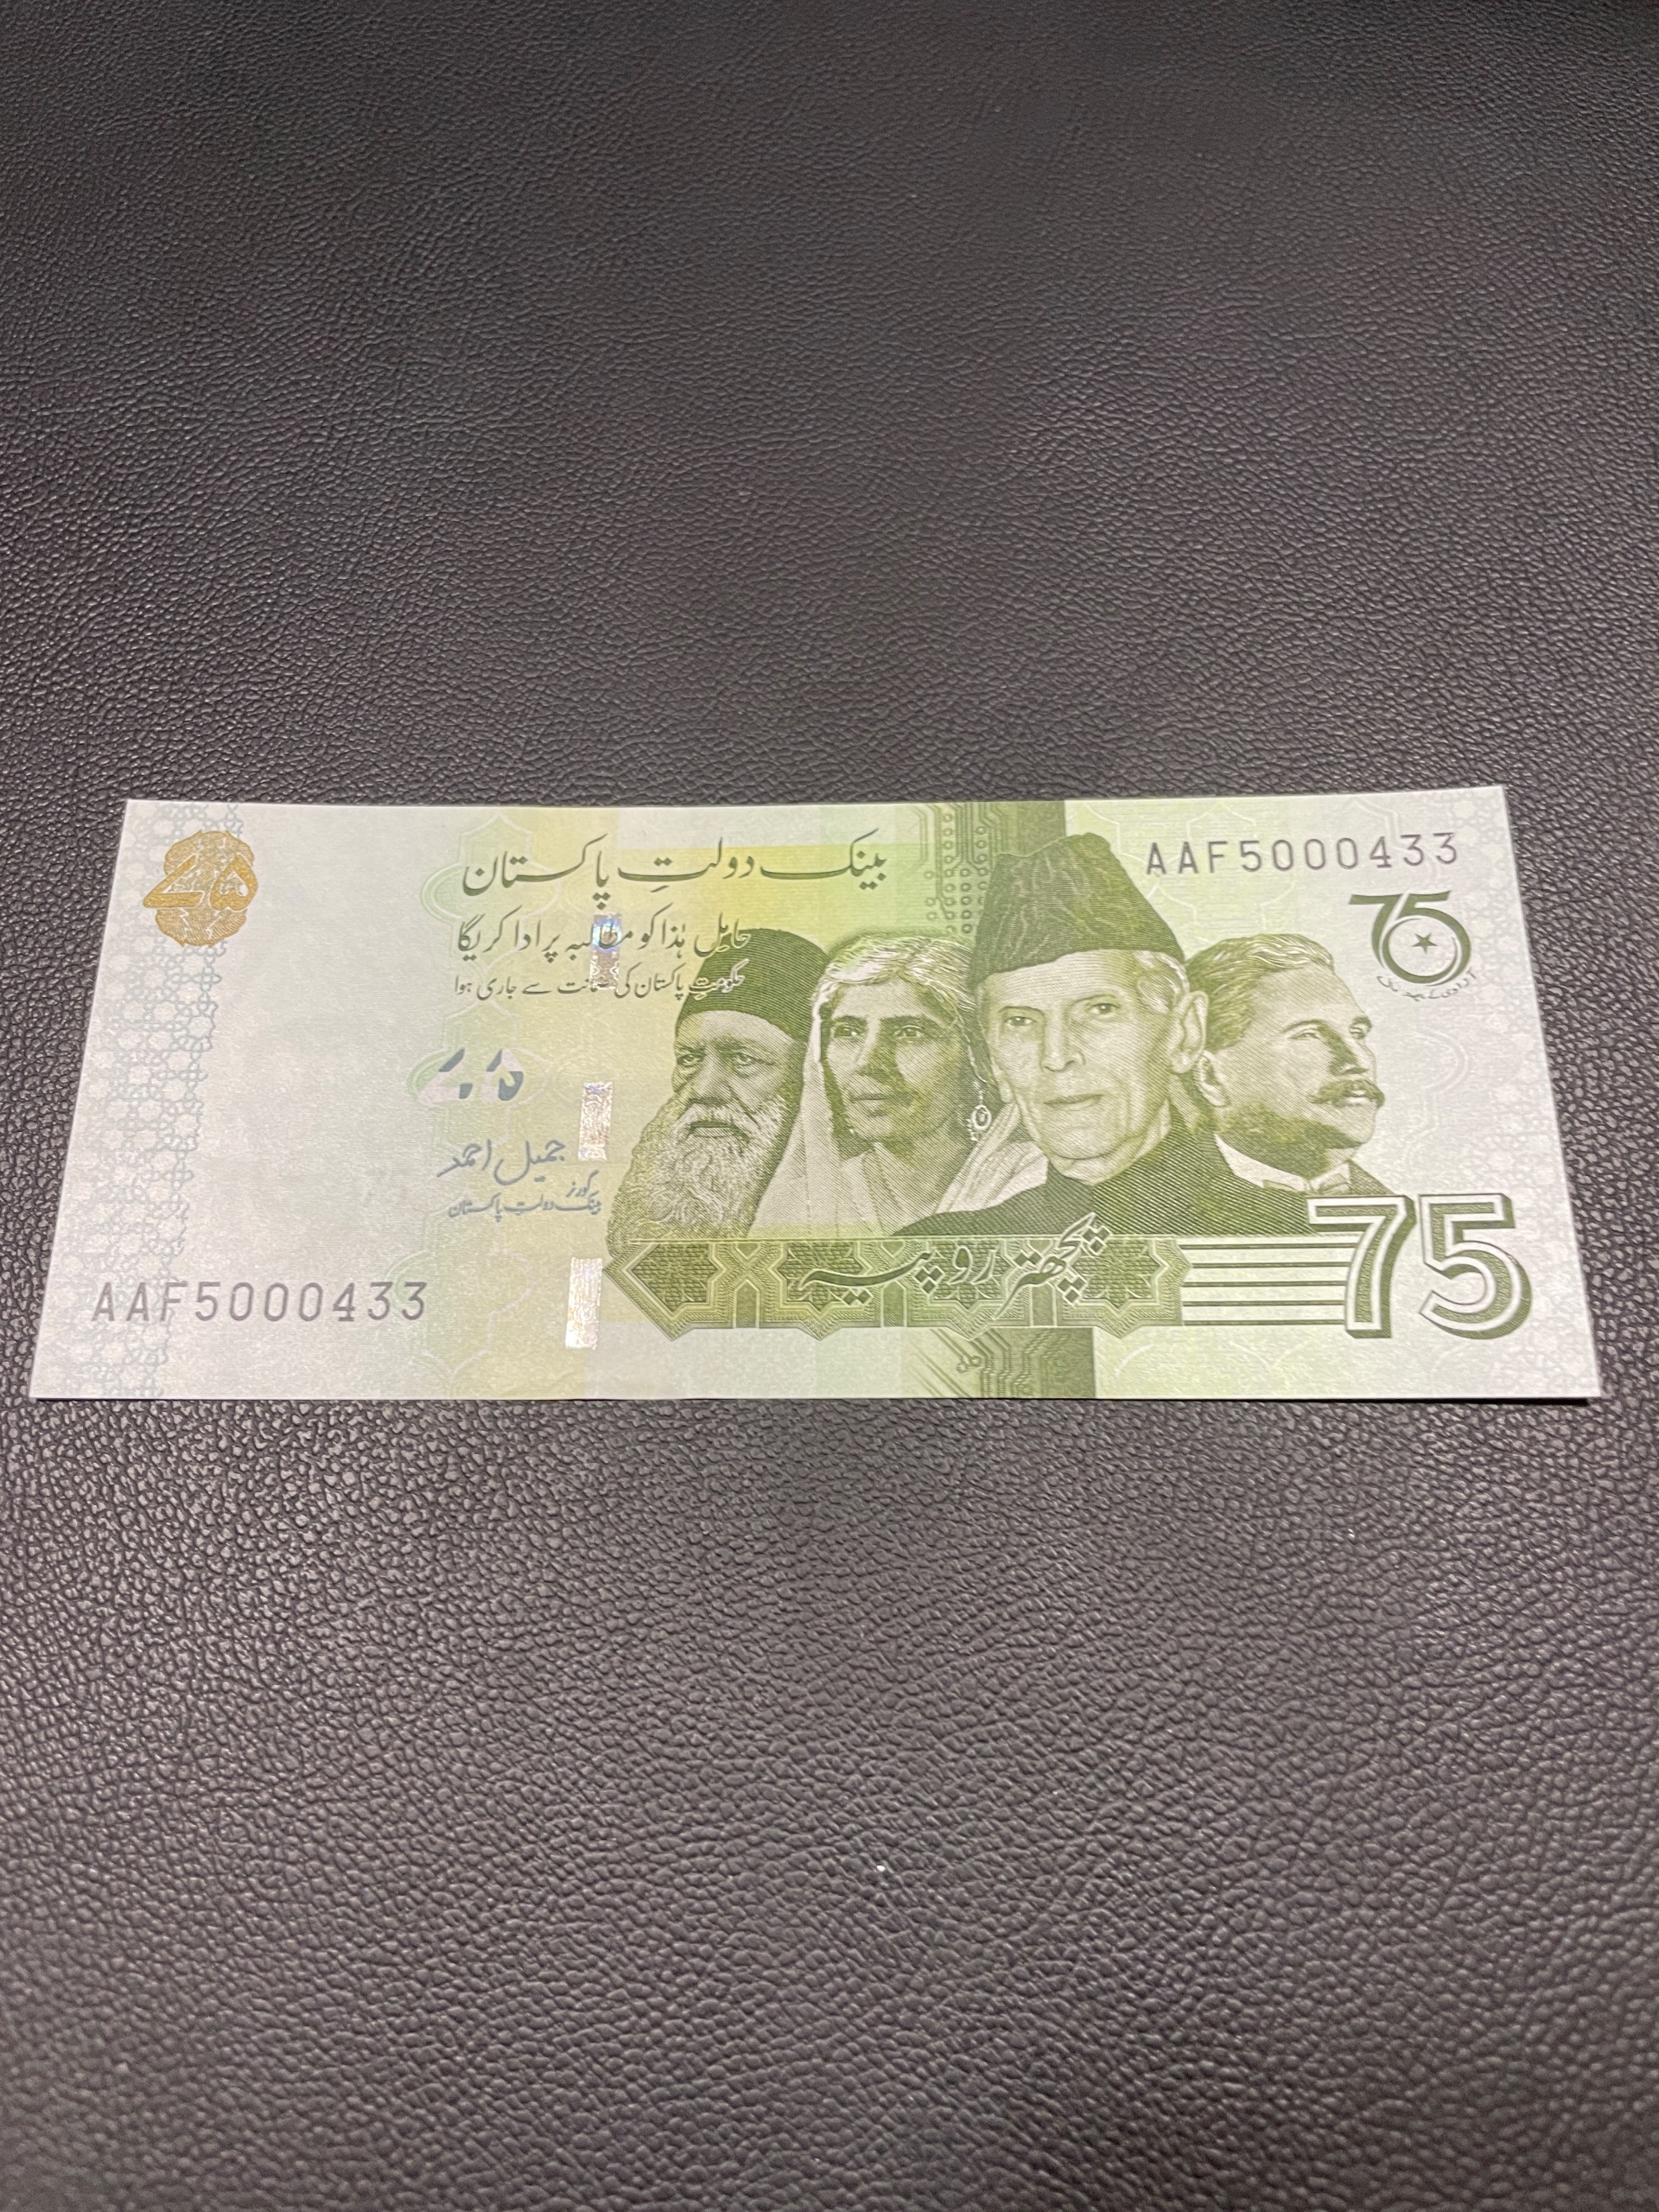 ۷۵
بینک دولتِ پاکستان
AAF5000433
حامل ہٰذا کو مطالبہ پر ادا کریگا
حکومتِ پاکستان کی ضمانت سے جاری ہوا
75
جمیل احمد
گورنر
بینک دولتِ پاکستان
پچھتر روپیہ
75
AAF5000433